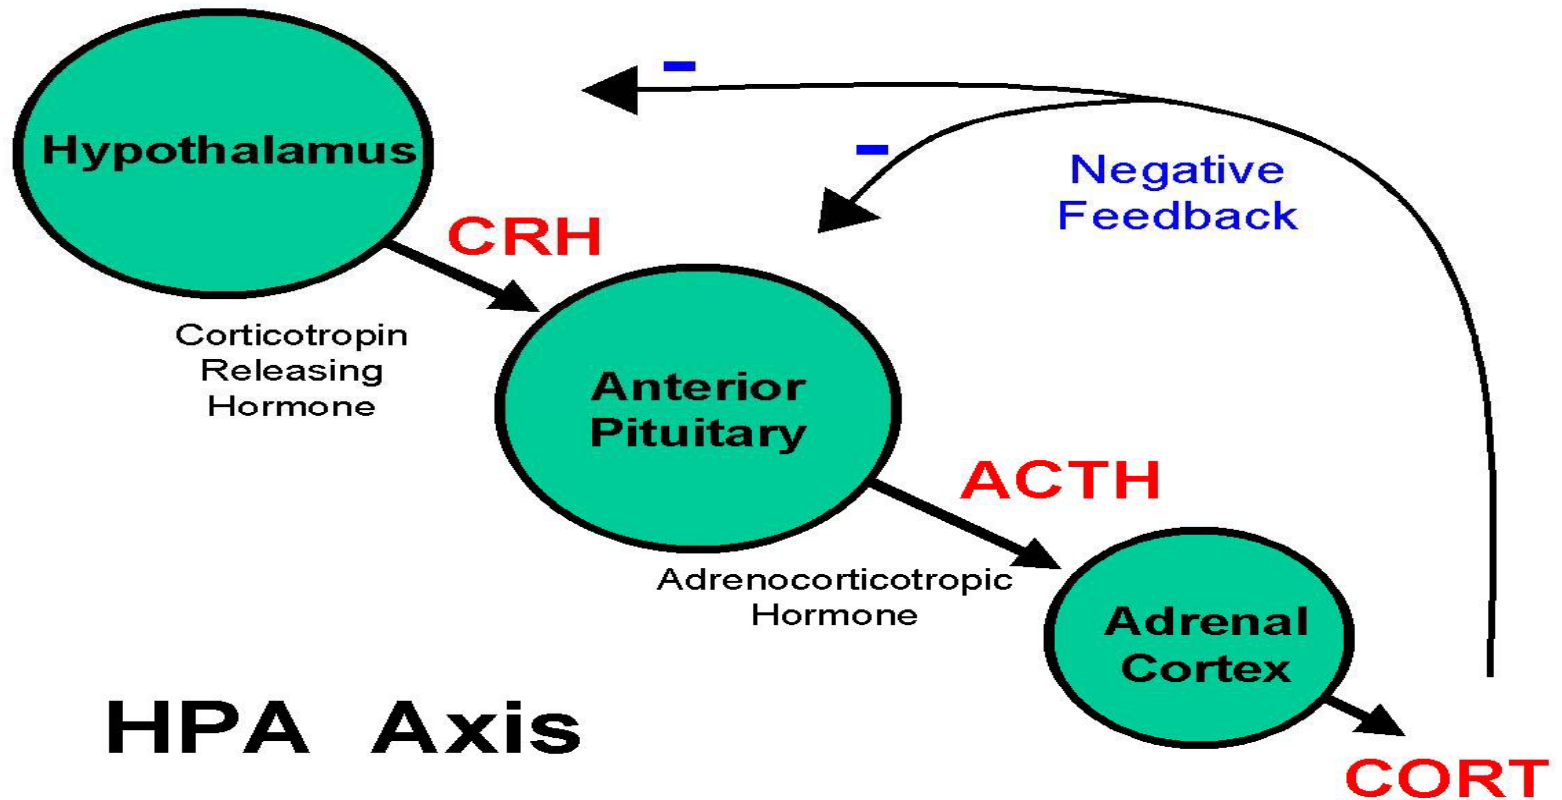 Hypothalamus
-
-
Negative
Feedback
CRH
Corticotropin
Releasing
Hormone
Anterior
Pituitary
ACTH
Adrenocorticotropic
Hormone
Adrenal
Cortex
HPA Axis
CORT